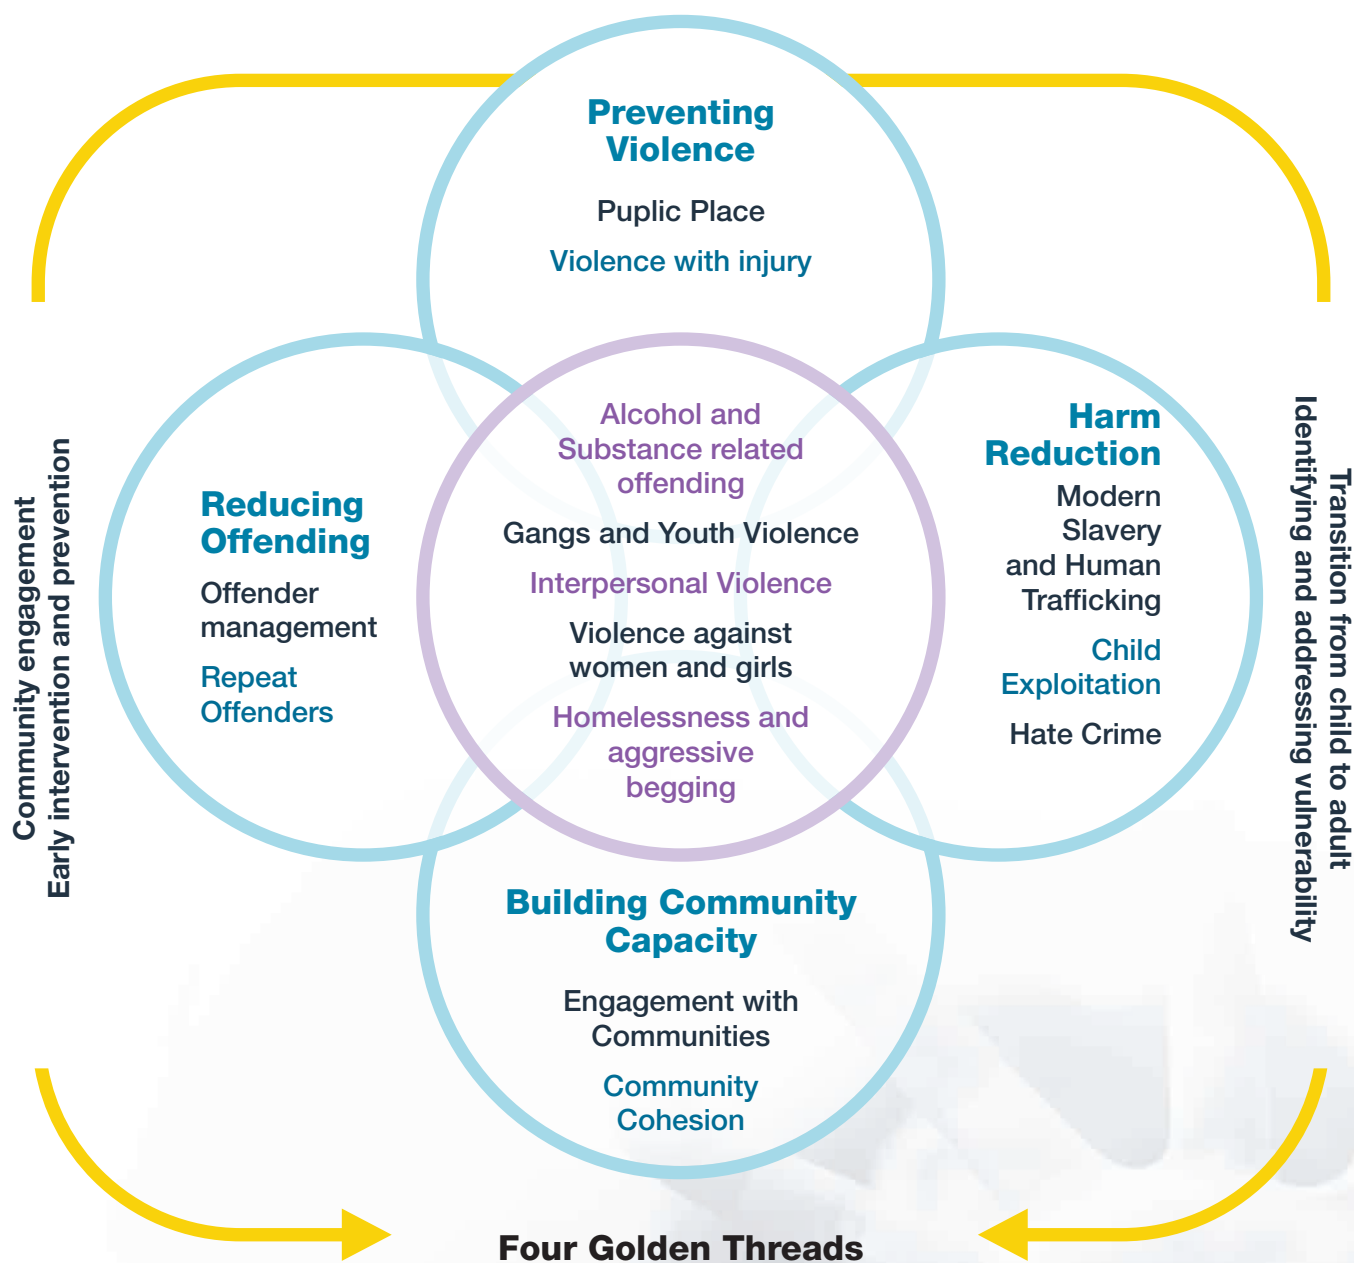 Preventing
Violence
Puplic Place
Violence with injury
Alcohol and
Substance related
offending
Gangs and Youth Violence
Interpersonal Violence
Violence against
women and girls
Homelessness and
aggressive
begging
Reducing
Offending
Offender
management
Repeat
Offenders
Harm
Reduction
Modern
Slavery
and Human
Trafficking
Child
Exploitation
Hate Crime
Building Community
Capacity
Engagement with
Communities
Community
Cohesion
Community engagement
Early intervention and prevention
Transition from child to adult
Identifying and addressing vulnerability
Four Golden Threads